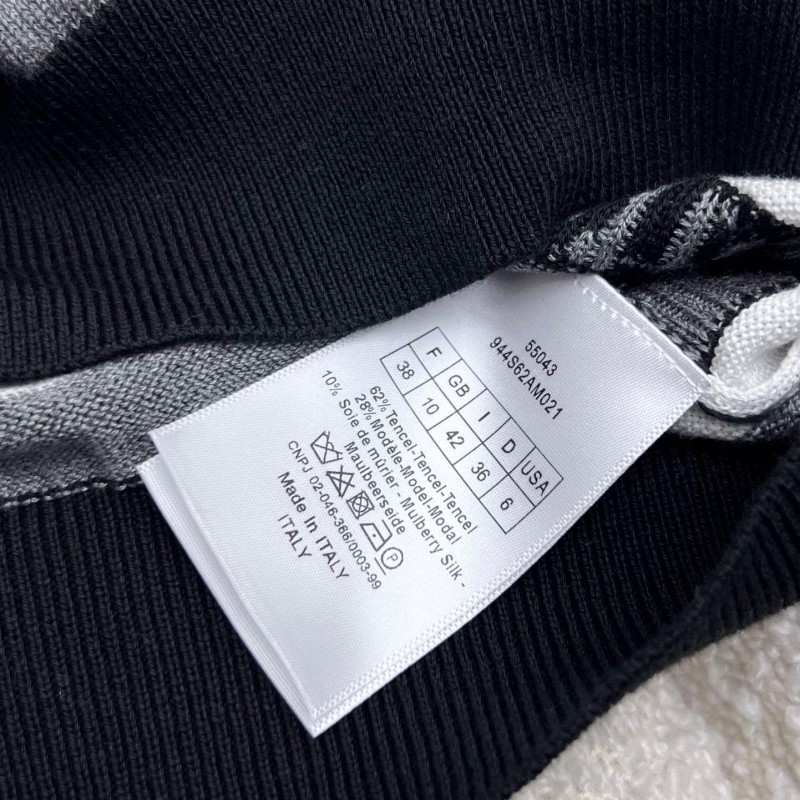 55043
944S62AM021
F GB I D USA
38 10 42 36 6
62% Tencel-Tencel-Tencel
28% Modèle-Model-Modal
10% Soie de mûrier - Mulberry Silk -
Maulbeerseide
P
CNPJ 02-046-366/0003-99
Made In ITALY
ITALY